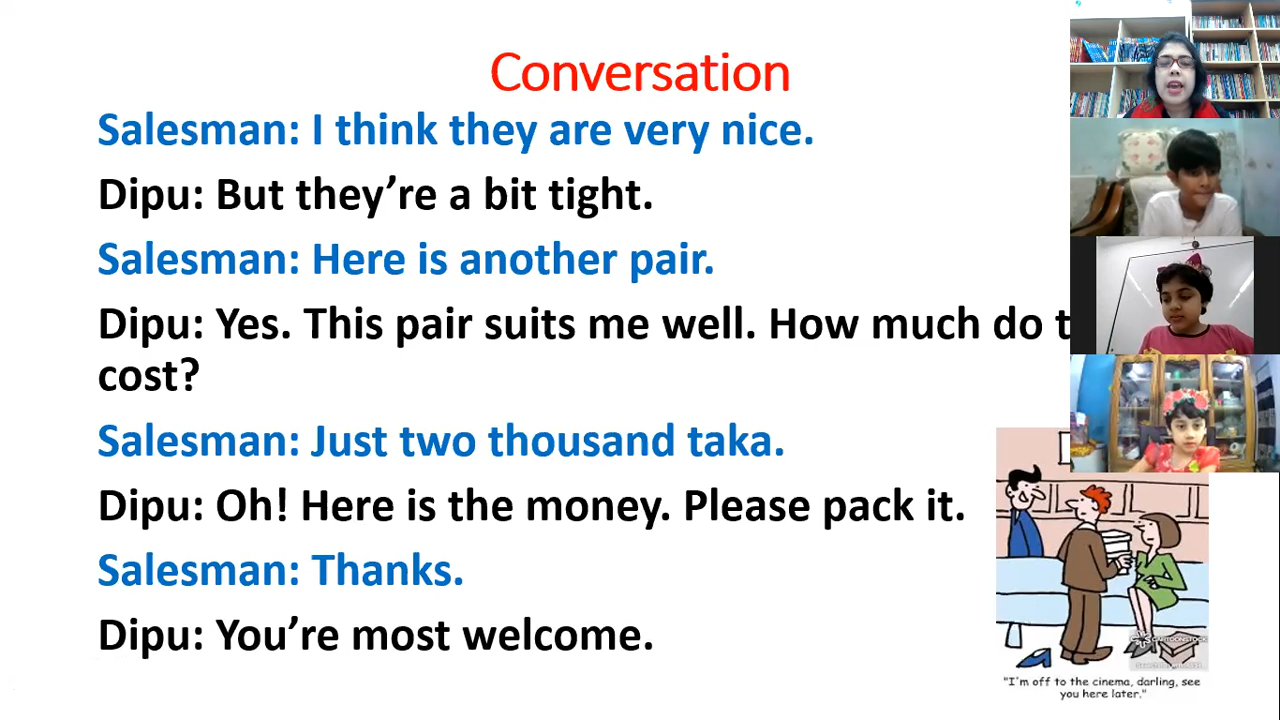 Conversation
Salesman: I think they are very nice.
Dipu: But they’re a bit tight.
Salesman: Here is another pair.
Dipu: Yes. This pair suits me well. How much do
cost?
Salesman: Just two thousand taka.
Dipu: Oh! Here is the money. Please pack it.
Salesman: Thanks.
Dipu: You’re most welcome.
CARTOONSTOCK
"I'm off to the cinema, darling, see
you here later."